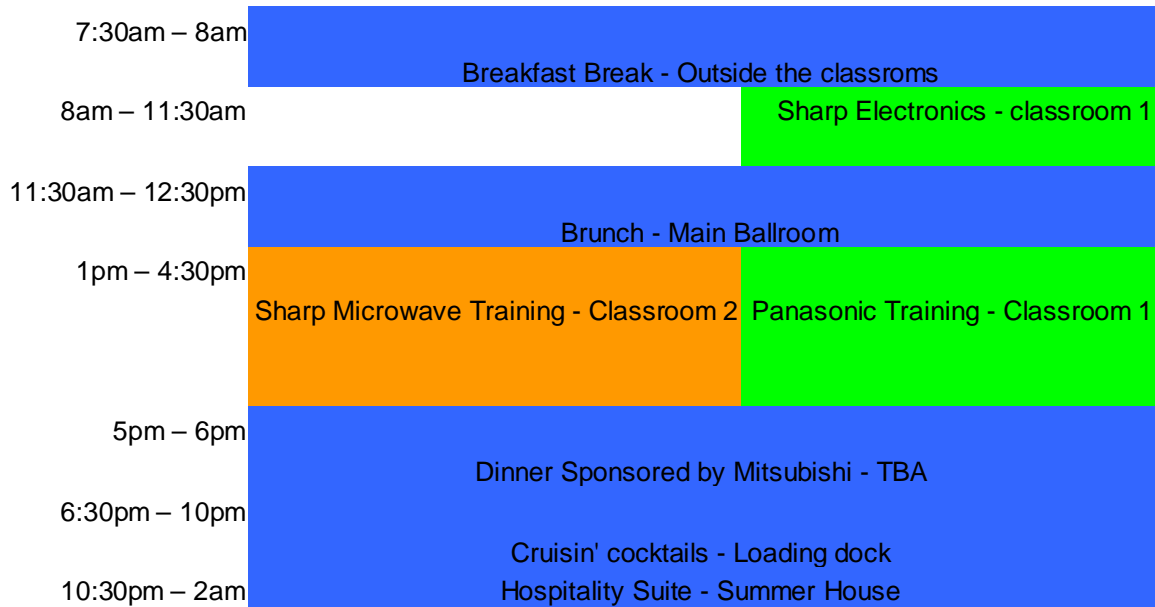 7:30am – 8am
Breakfast Break - Outside the classroms
8am – 11:30am
Sharp Electronics - classroom 1
11:30am – 12:30pm
Brunch - Main Ballroom
1pm – 4:30pm
Sharp Microwave Training - Classroom 2
Panasonic Training - Classroom 1
5pm – 6pm
Dinner Sponsored by Mitsubishi - TBA
6:30pm – 10pm
Cruisin' cocktails - Loading dock
10:30pm – 2am
Hospitality Suite - Summer House